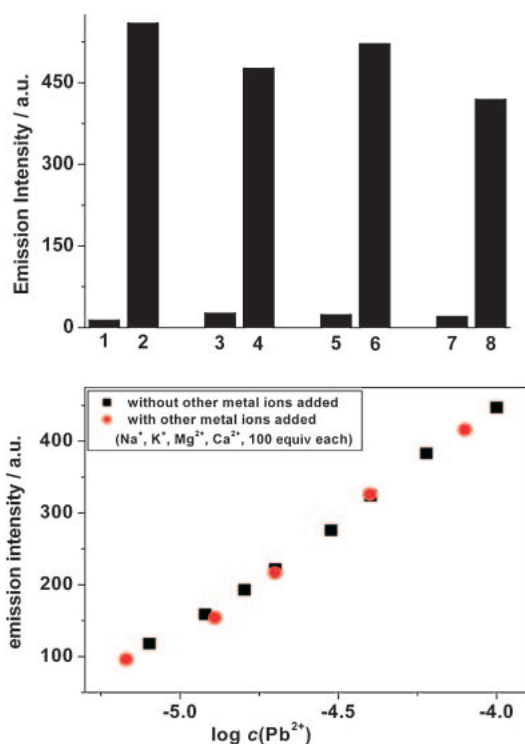 Emission Intensity / a.u.
450
300
150
0
1 2 3 4 5 6 7 8
without other metal ions added
with other metal ions added
(Na⁺, K⁺, Mg²⁺, Ca²⁺, 100 equiv each)
emission intensity / a.u.
400
300
200
100
-5.0 -4.5 -4.0
log c(Pb²⁺)